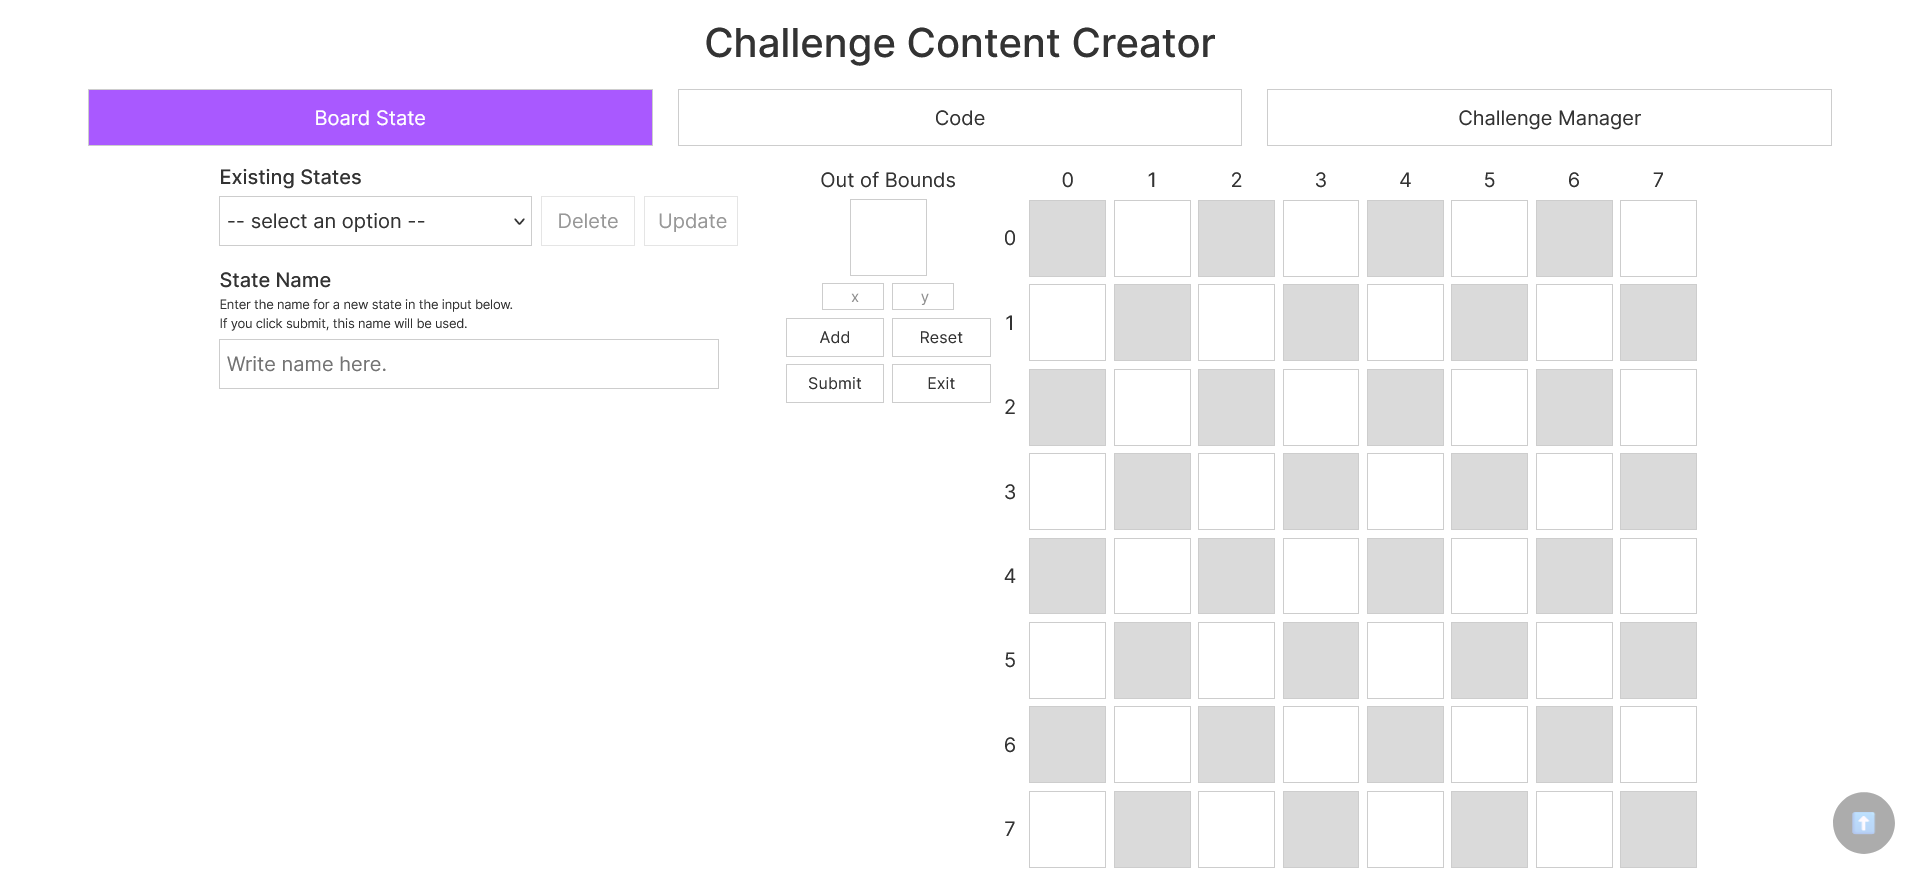 Challenge Content Creator
Board State
Code
Challenge Manager
Existing States
-- select an option --
Delete
Update
State Name
Enter the name for a new state in the input below.
If you click submit, this name will be used.
Write name here.
Out of Bounds
x
y
Add
Reset
Submit
Exit
0 1 2 3 4 5 6 7
0
1
2
3
4
5
6
7